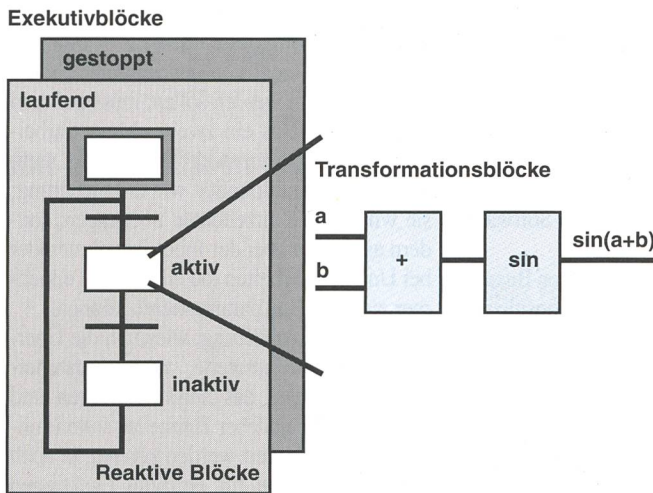 Exekutivblöcke
gestoppt
laufend
Transformationsblöcke
a
sin(a+b)
+
sin
b
aktiv
inaktiv
Reaktive Blöcke